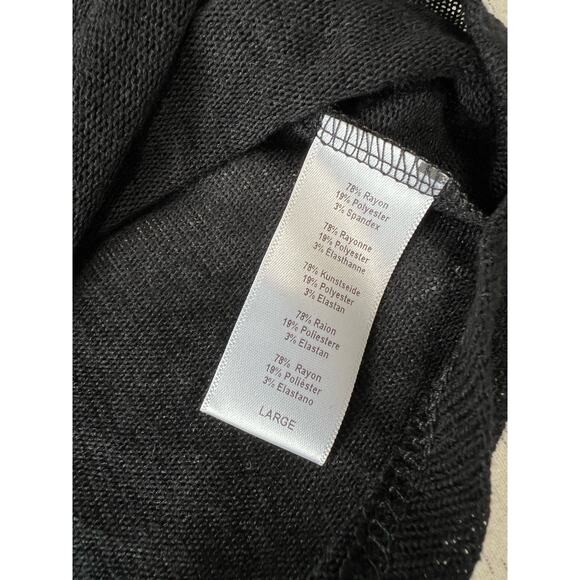 78% Rayon
19% Polyester
3% Spandex
78% Rayonne
19% Polyester
3% Élasthanne
78% Kunstseide
19% Polyester
3% Elastan
78% Raion
19% Poliestere
3% Elastan
78% Rayon
19% Poliéster
3% Elastano
LARGE